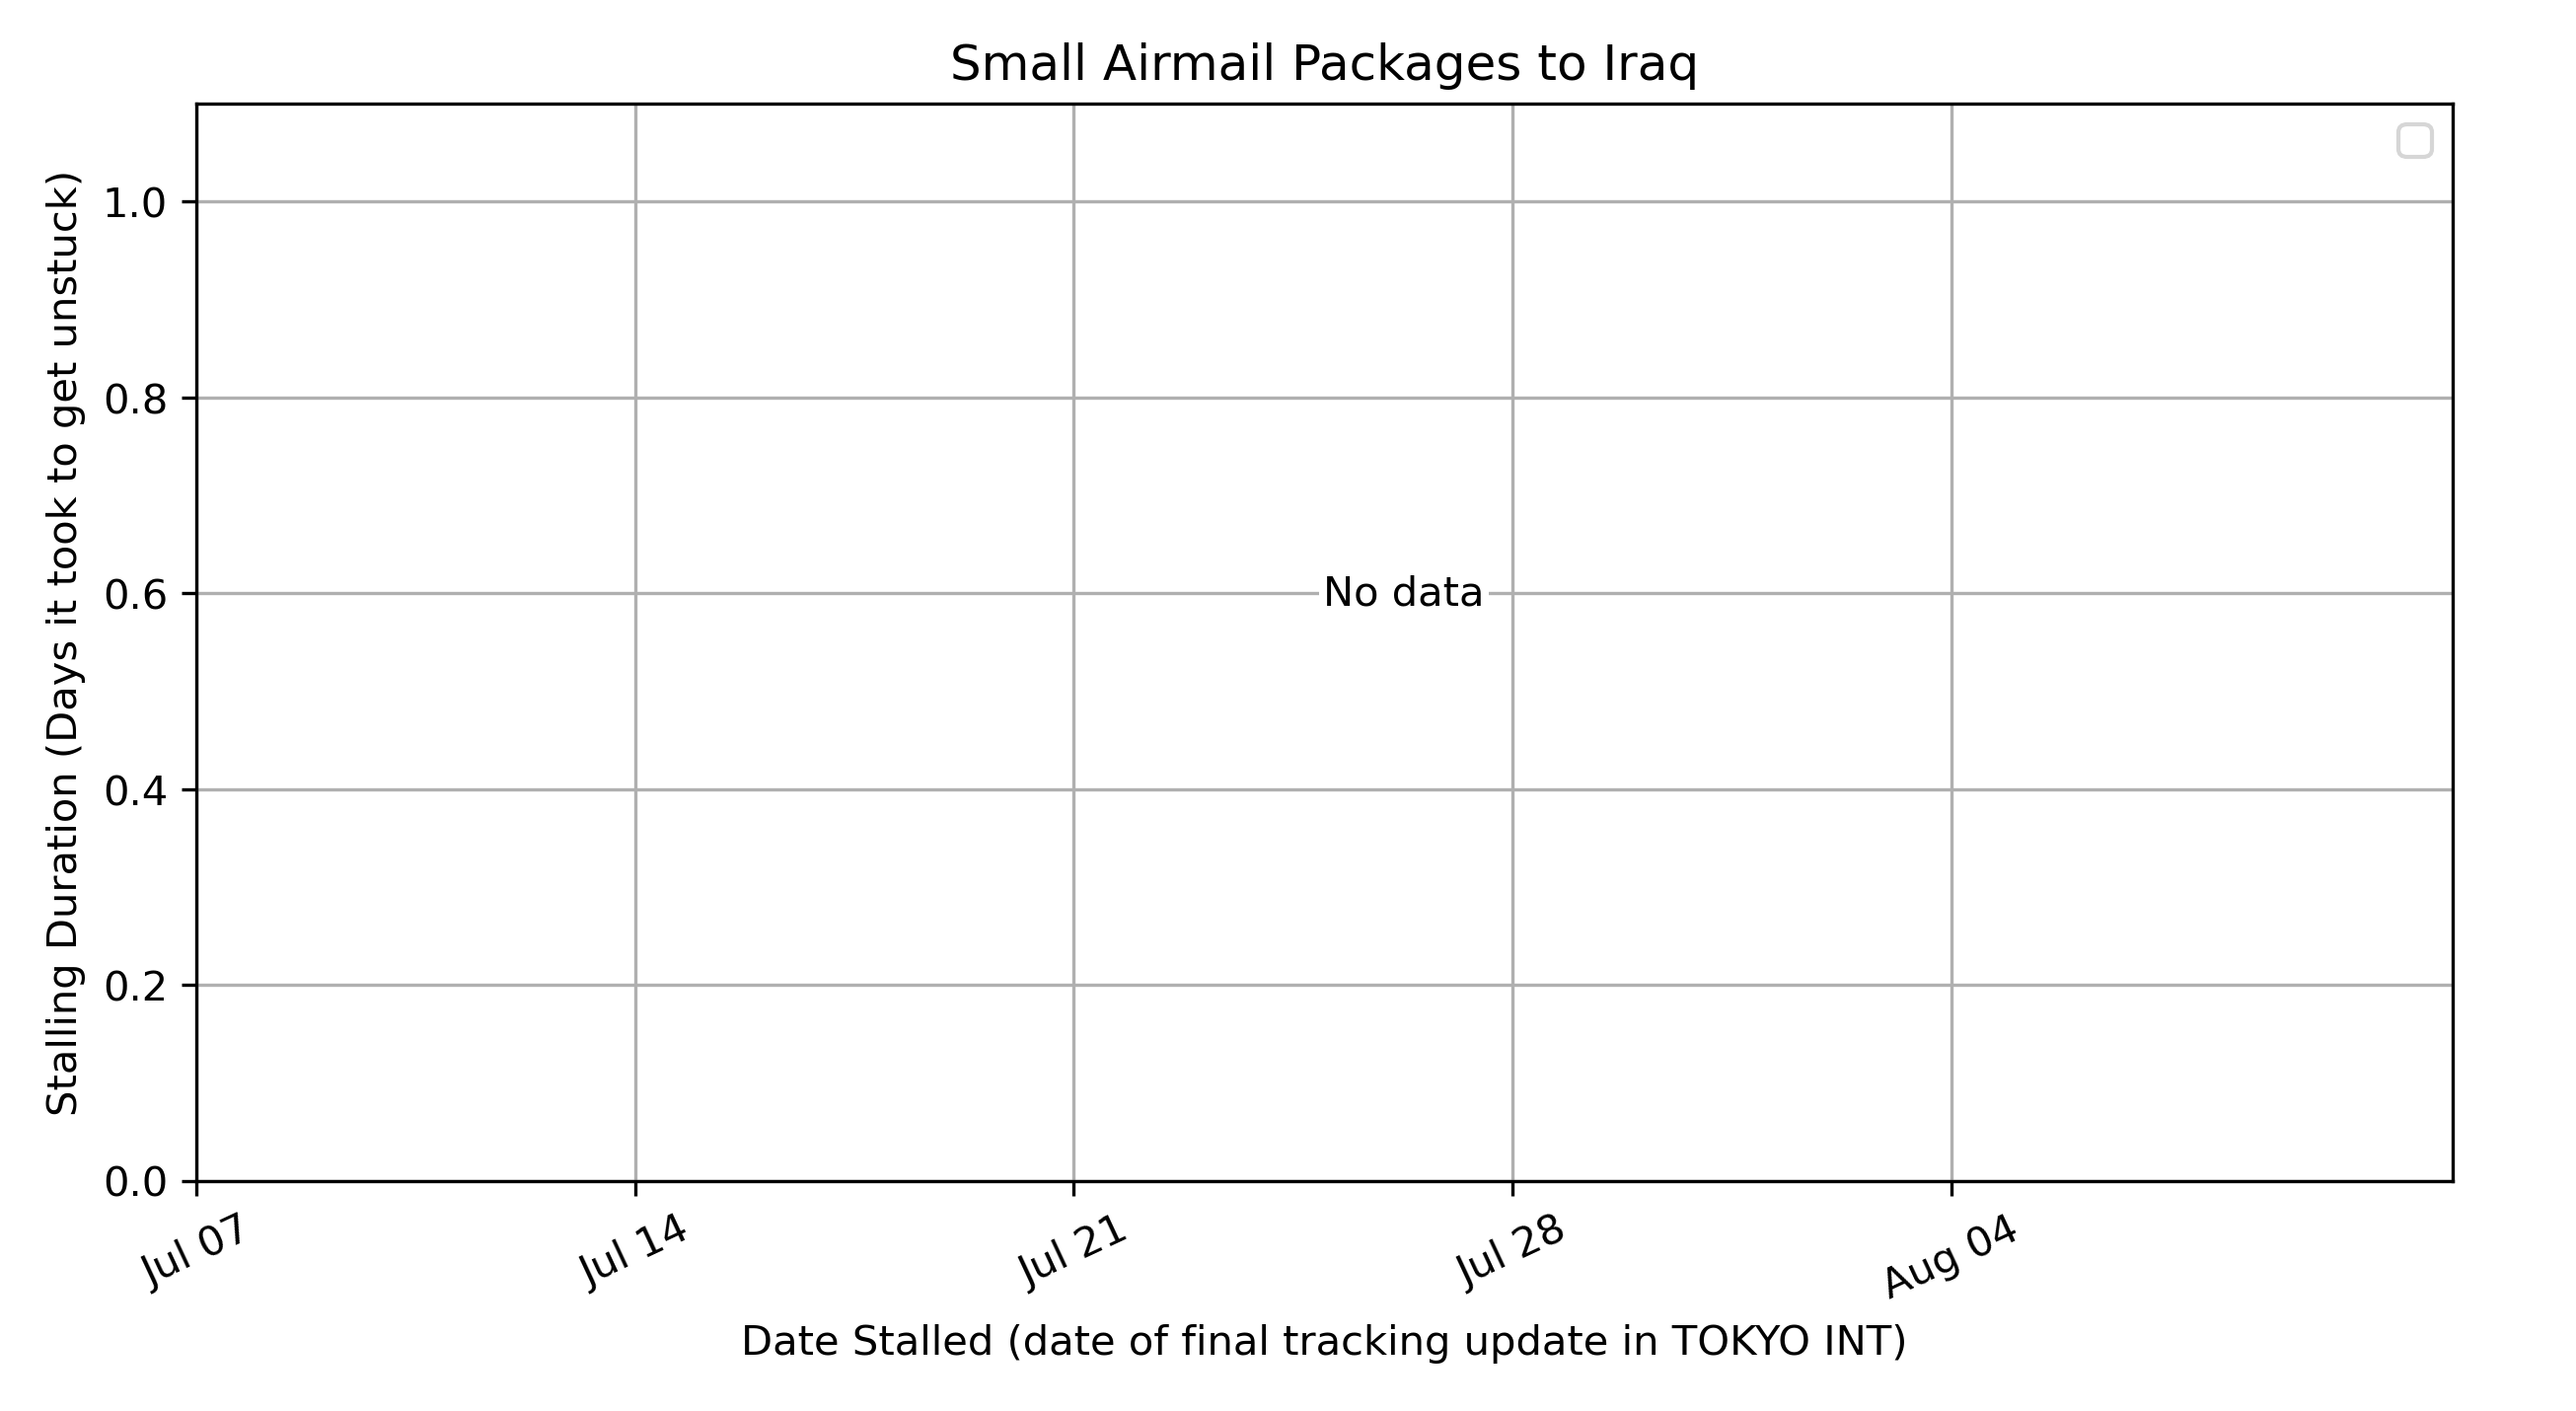 Small Airmail Packages to Iraq
Stalling Duration (Days it took to get unstuck)
1.0
0.8
0.6
0.4
0.2
0.0
No data
Jul 07
Jul 14
Jul 21
Jul 28
Aug 04
Date Stalled (date of final tracking update in TOKYO INT)